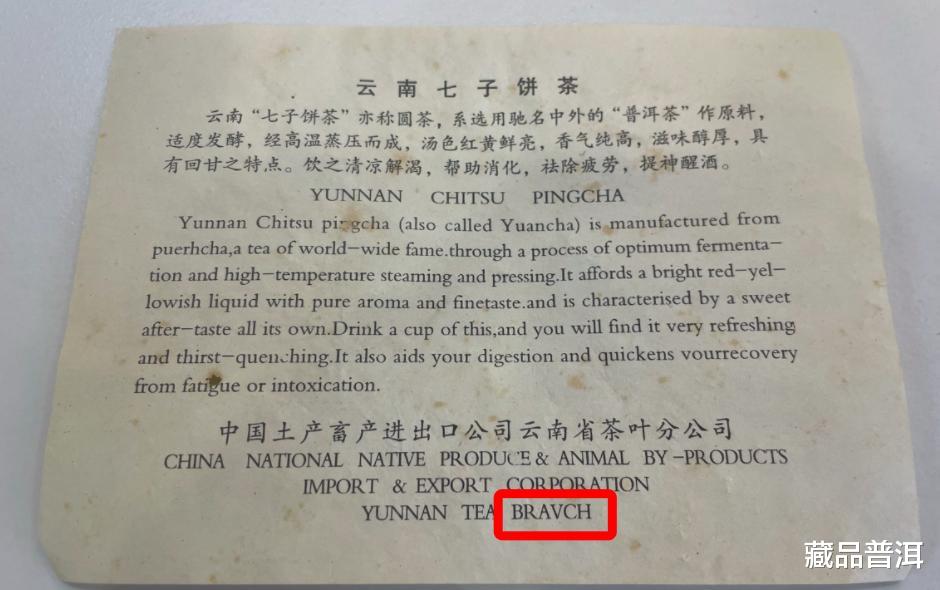 云南七子饼茶
云南“七子饼茶”亦称圆茶，系选用驰名中外的“普洱茶”作原料，
适度发酵，经高温蒸压而成，汤色红黄鲜亮，香气纯高，滋味醇厚，具
有回甘之特点。饮之清凉解渴，帮助消化，祛除疲劳，提神醒酒。
YUNNAN CHITSU PINGCHA
Yunnan Chitsu pingcha (also called Yuancha) is manufactured from
puerhcha,a tea of world-wide fame.through a process of optimum fermenta-
tion and high-temperature steaming and pressing.It affords a bright red-yel-
lowish liquid with pure aroma and finetaste.and is characterised by a sweet
after-taste all its own.Drink a cup of this,and you will find it very refreshing
and thirst-quenching.It also aids your digestion and quickens vourrecovery
from fatigue or intoxication.
中国土产畜产进出口公司云南省茶叶分公司
CHINA NATIONAL NATIVE PRODUCE & ANIMAL BY-PRODUCTS
IMPORT & EXPORT CORPORATION
YUNNAN TEA BRAVCH
藏品普洱